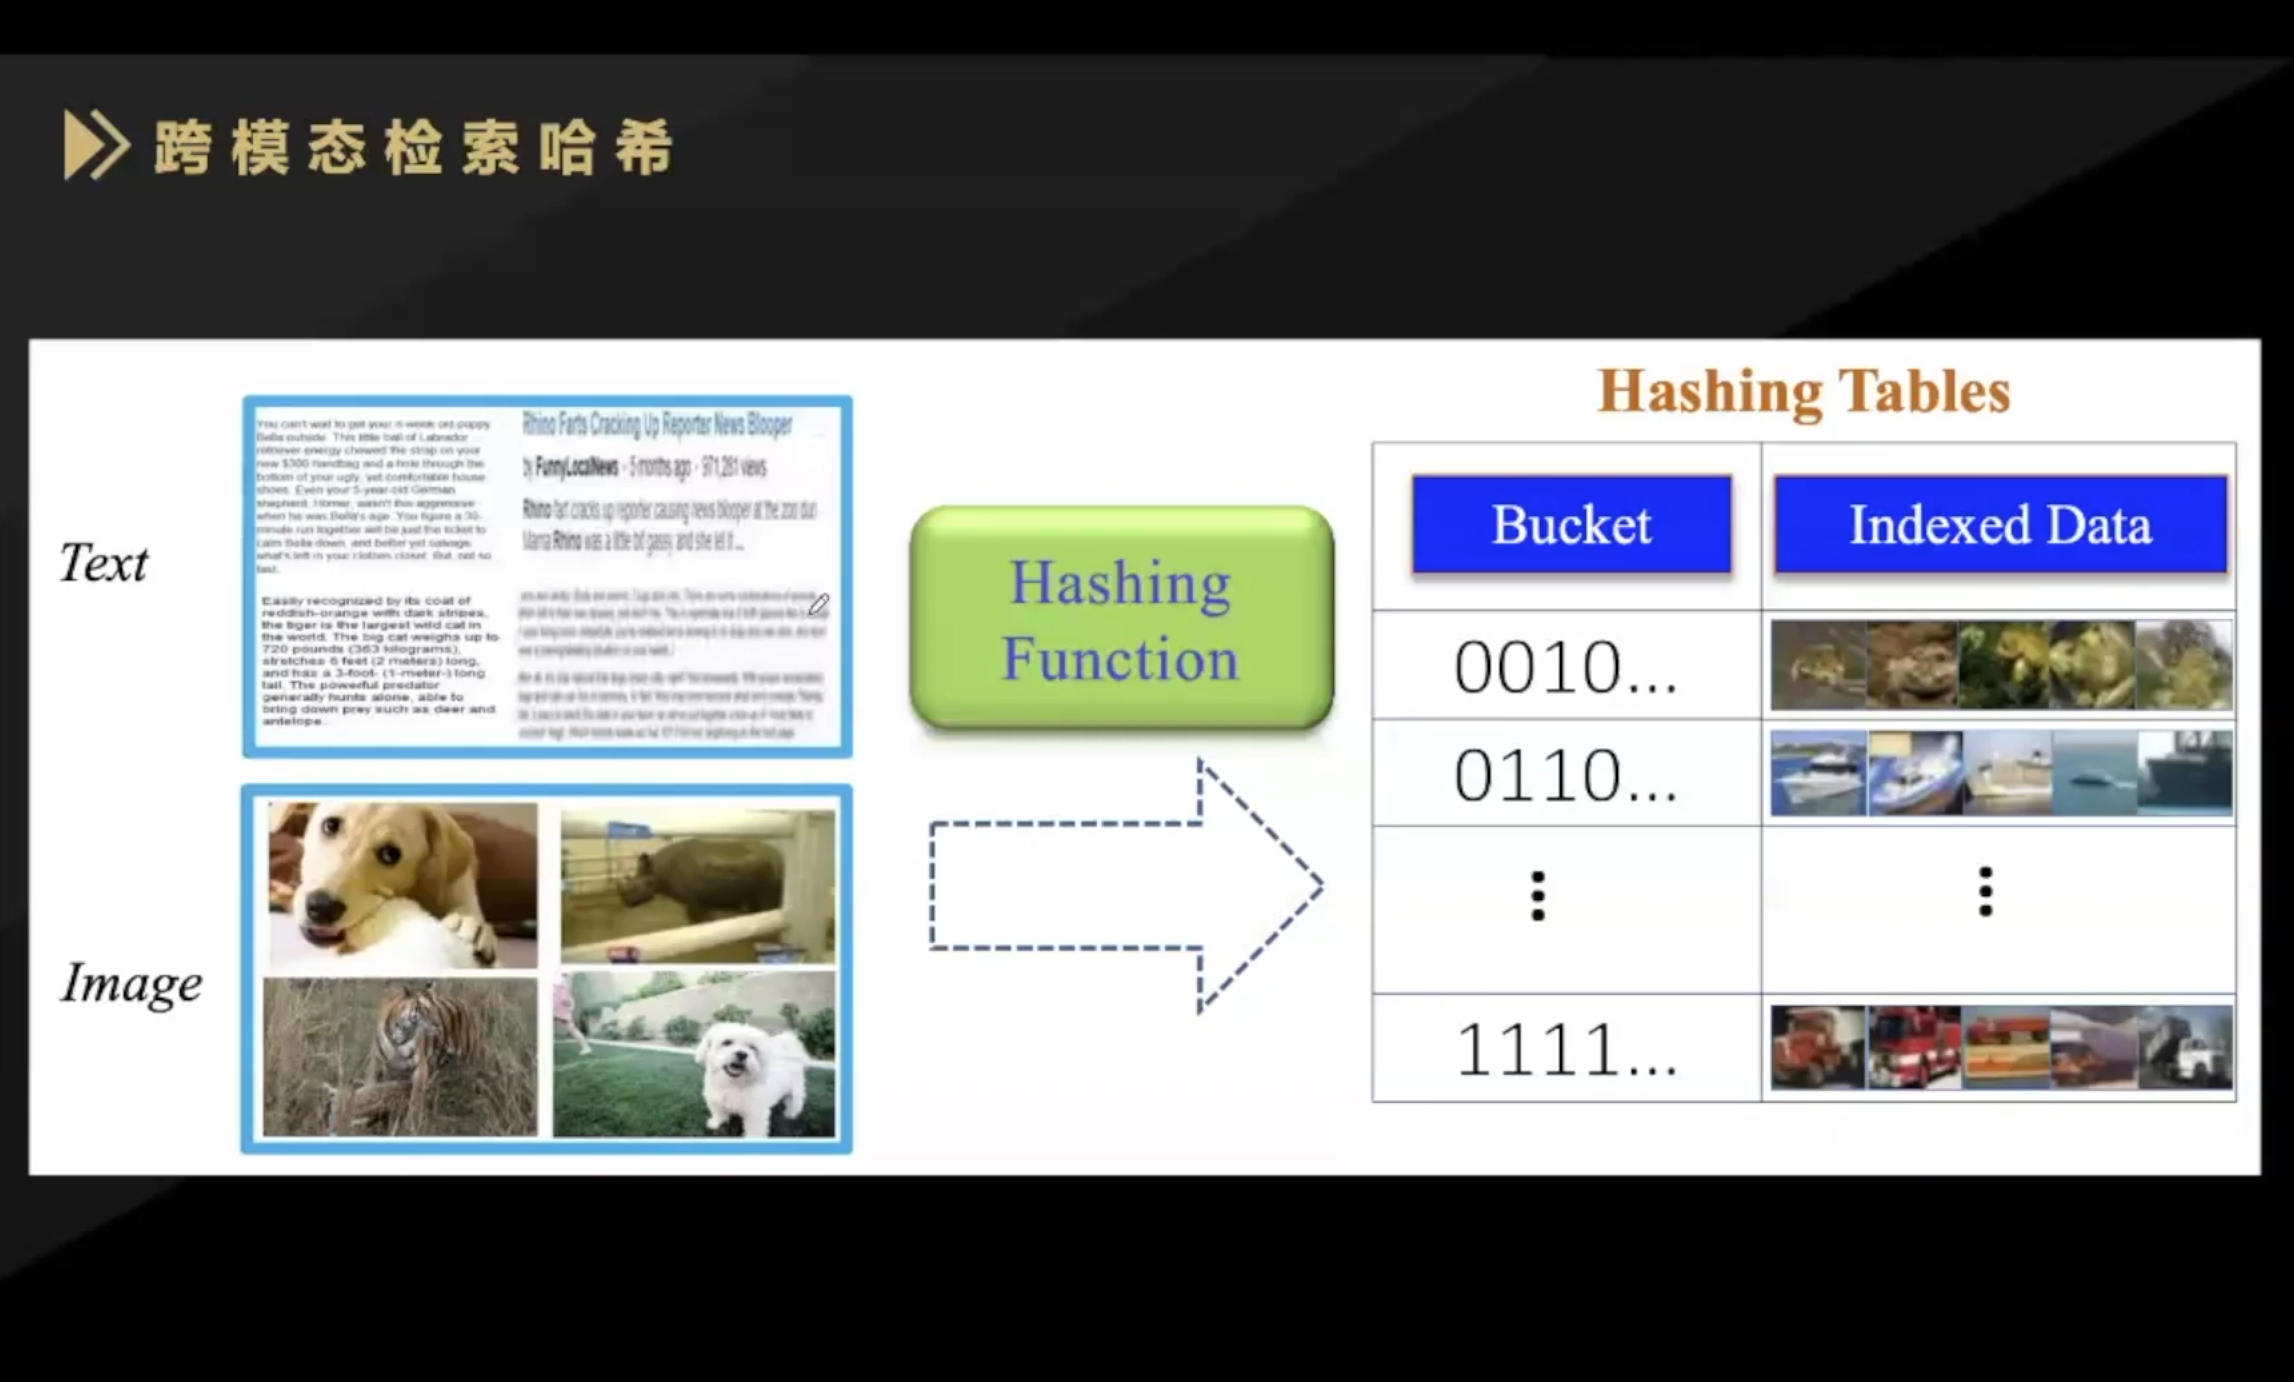 跨模态检索哈希
Text
You can't wait to get your 8-week-old puppy
Bella outside. This little ball of Labrador
retriever energy chewed the strap on your
new $300 handbag and a hole through the
bottom of your ugly, yet comfortable house
shoes. Even your 5-year-old German
shepherd, Homer, wasn't this aggressive
when he was Bella's age. You figure a 30-
minute run together will be just the ticket to
calm Bella down, and better yet salvage
what's left in your clothes closet. But, not so
fast.
Easily recognized by its coat of
reddish-orange with dark stripes,
the tiger is the largest wild cat in
the world. The big cat weighs up to
720 pounds (363 kilograms),
stretches 6 feet (2 meters) long,
and has a 3-foot- (1-meter-) long
tail. The powerful predator
generally hunts alone, able to
bring down prey such as deer and
antelope.
Rhino Farts Cracking Up Reporter News Blooper
by FunnyLocalNews - 5 months ago - 971,281 views
Rhino fart cracks up reporter causing news blooper at the zoo duri
Mama Rhino was a little bit gassy and she let it ...
Image
Hashing
Function
Hashing Tables
Bucket
Indexed Data
0010...
0110...
1111...